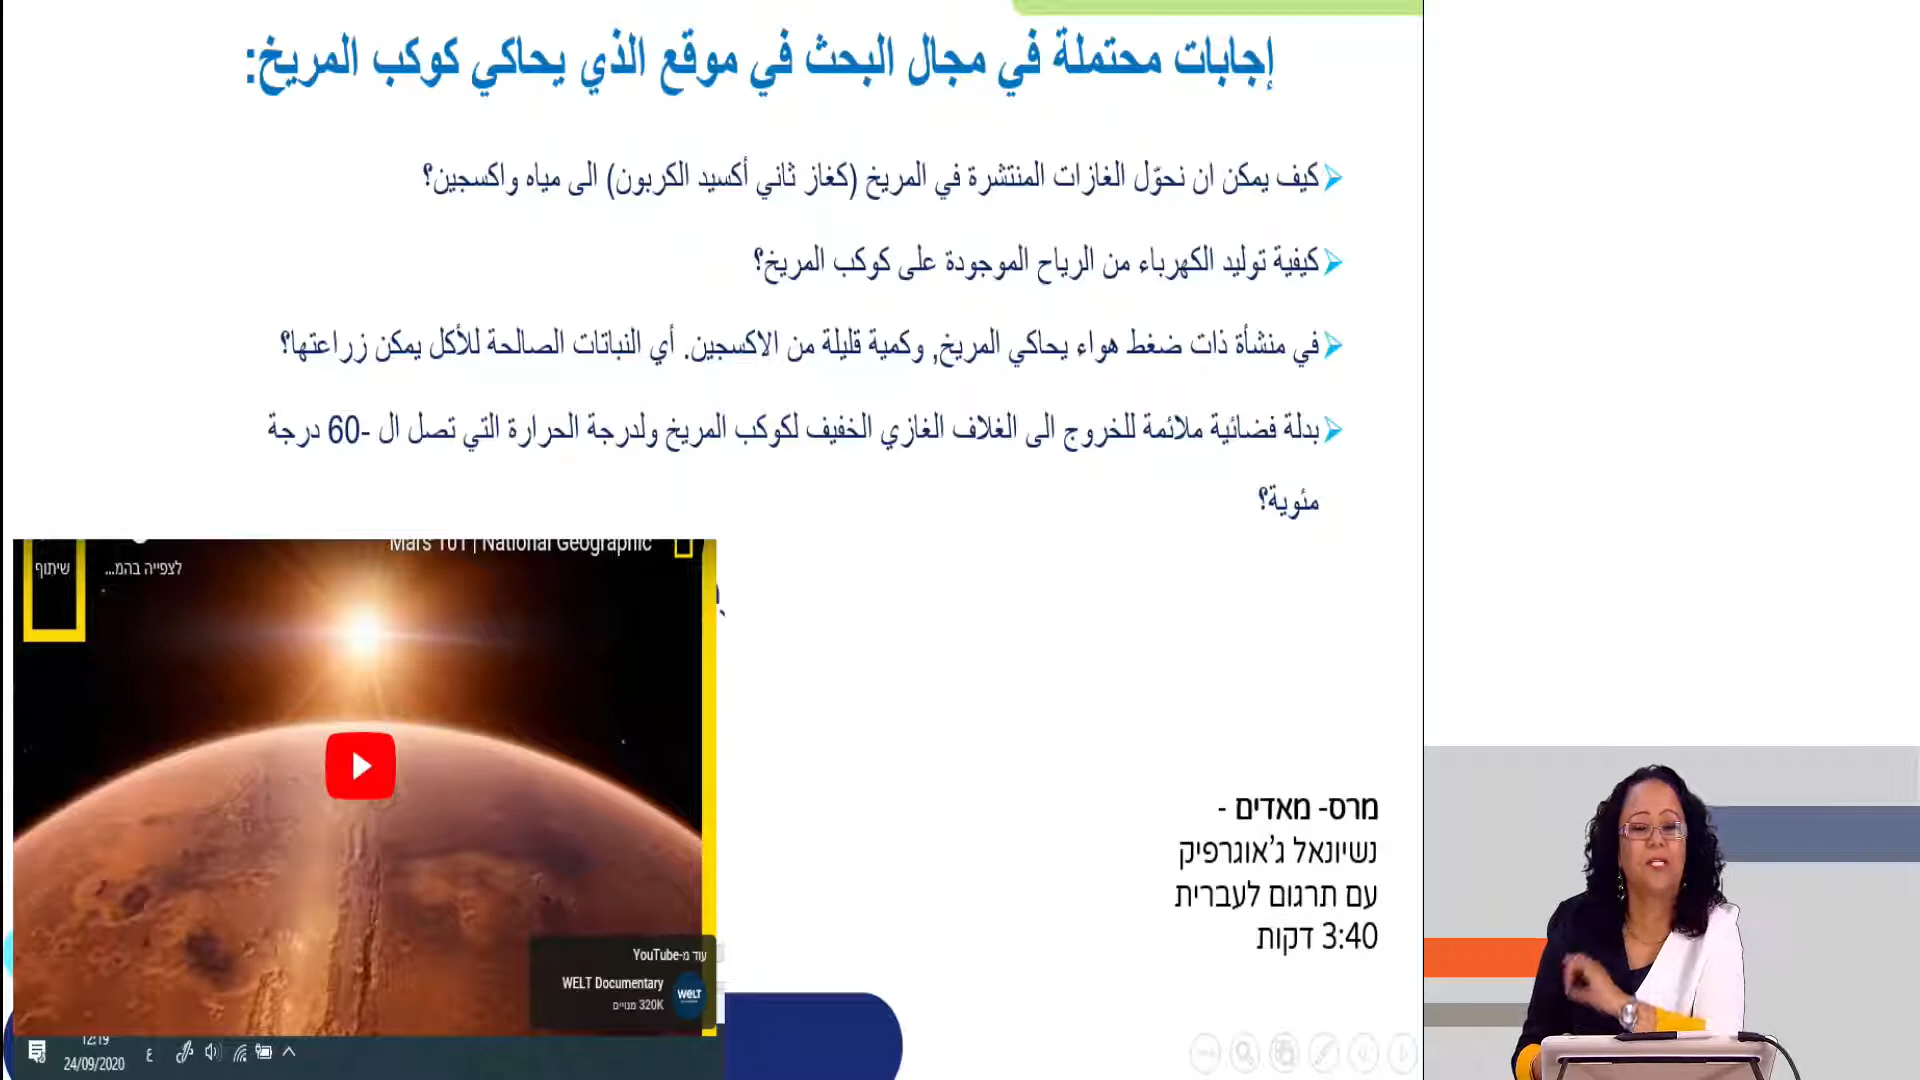 إجابات محتملة في مجال البحث في موقع الذي يحاكي كوكب المريخ:
كيف يمكن ان نحوّل الغازات المنتشرة في المريخ (كغاز ثاني أكسيد الكربون) الى مياه واكسجين؟
كيفية توليد الكهرباء من الرياح الموجودة على كوكب المريخ؟
في منشأة ذات ضغط هواء يحاكي المريخ, وكمية قليلة من الاكسجين. أي النباتات الصالحة للأكل يمكن زراعتها؟
بدلة فضائية ملائمة للخروج الى الغلاف الغازي الخفيف لكوكب المريخ ولدرجة الحرارة التي تصل ال -60 درجة
مئوية؟
Mars 101 | National Geographic
לצפייה בהמ...
שיתוף
מרס- מאדים -
נשיונאל ג'אוגרפיק
עם תרגום לעברית
3:40 דקות
עוד מ-YouTube
WELT Documentary
320K מנויים
WELT
12:19
24/09/2020
ع